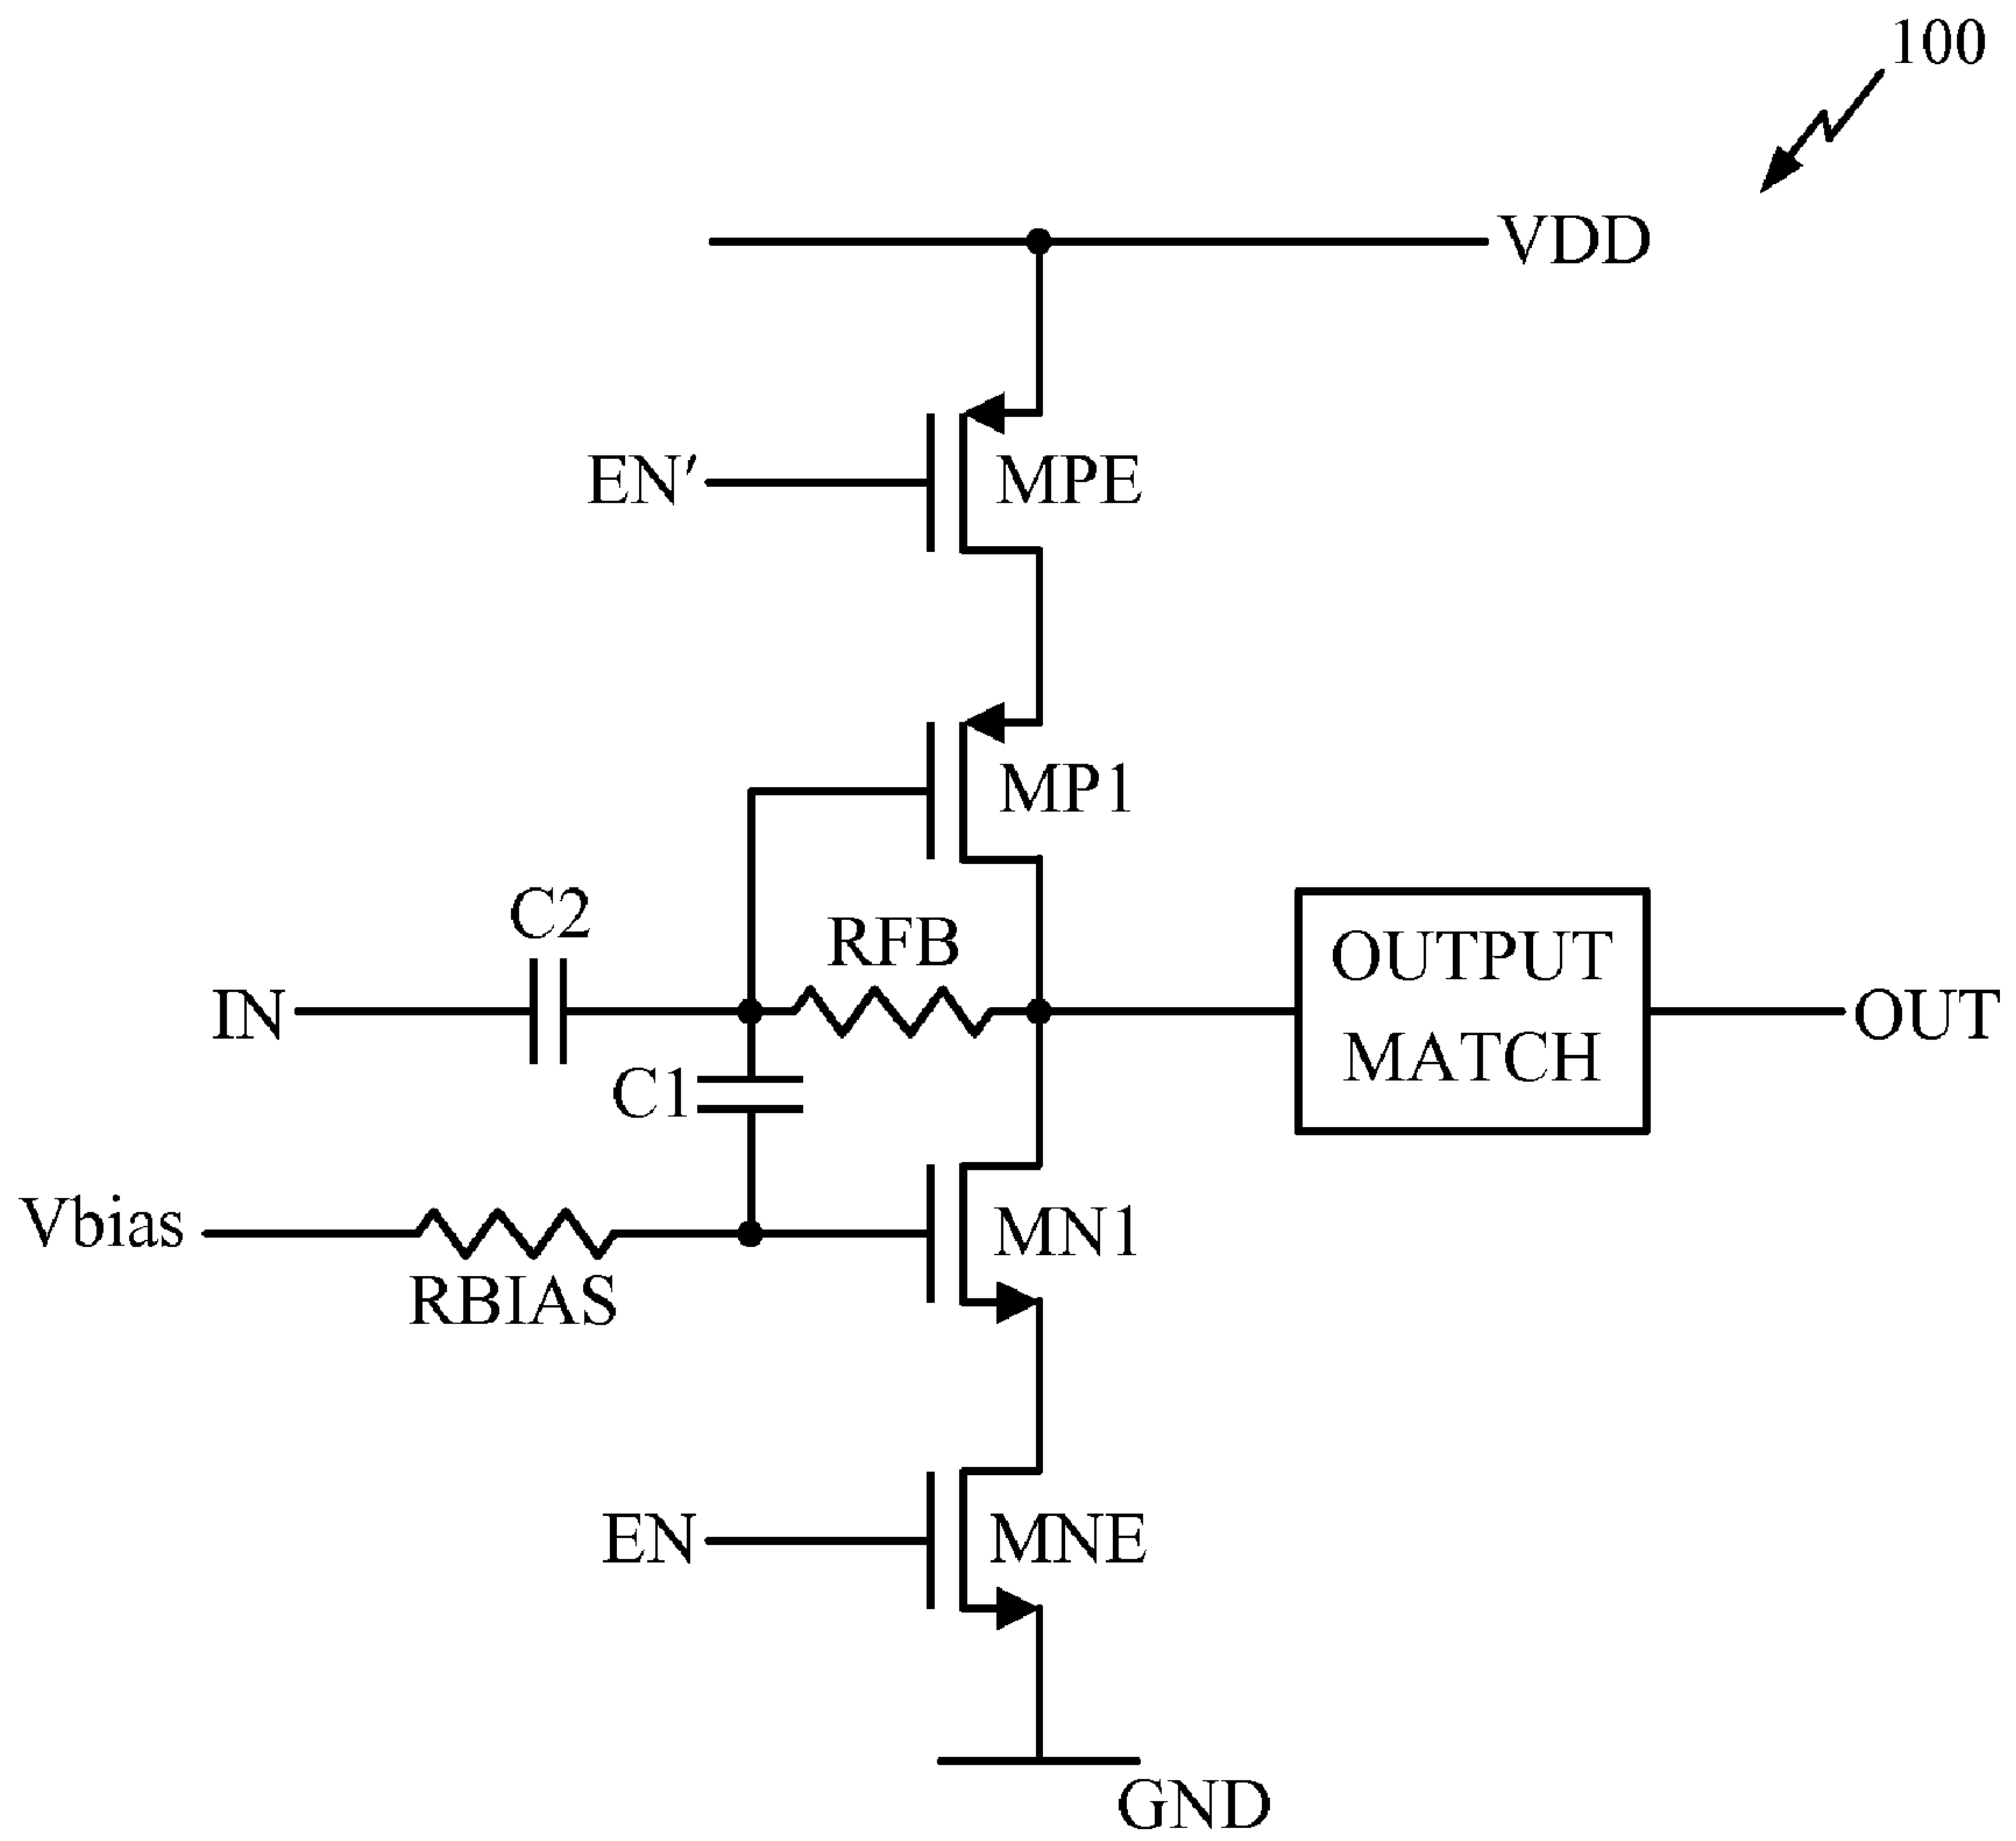 100
VDD
EN′
MPE
MP1
C2
RFB
IN
OUTPUT
MATCH
OUT
C1
Vbias
RBIAS
MN1
EN
MNE
GND